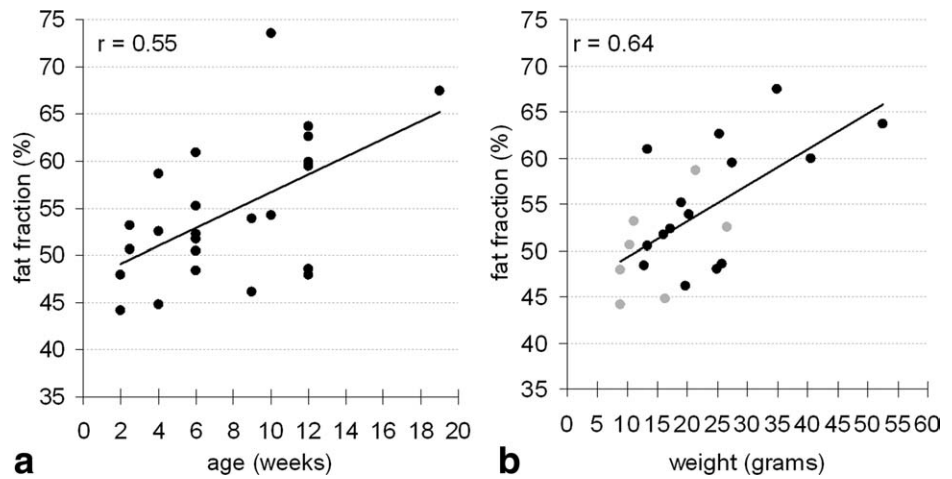 75
70
65
60
55
50
45
40
35
r = 0.55
fat fraction (%)
0 2 4 6 8 10 12 14 16 18 20
age (weeks)
a
75
70
65
60
55
50
45
40
35
r = 0.64
fat fraction (%)
0 5 10 15 20 25 30 35 40 45 50 55 60
weight (grams)
b